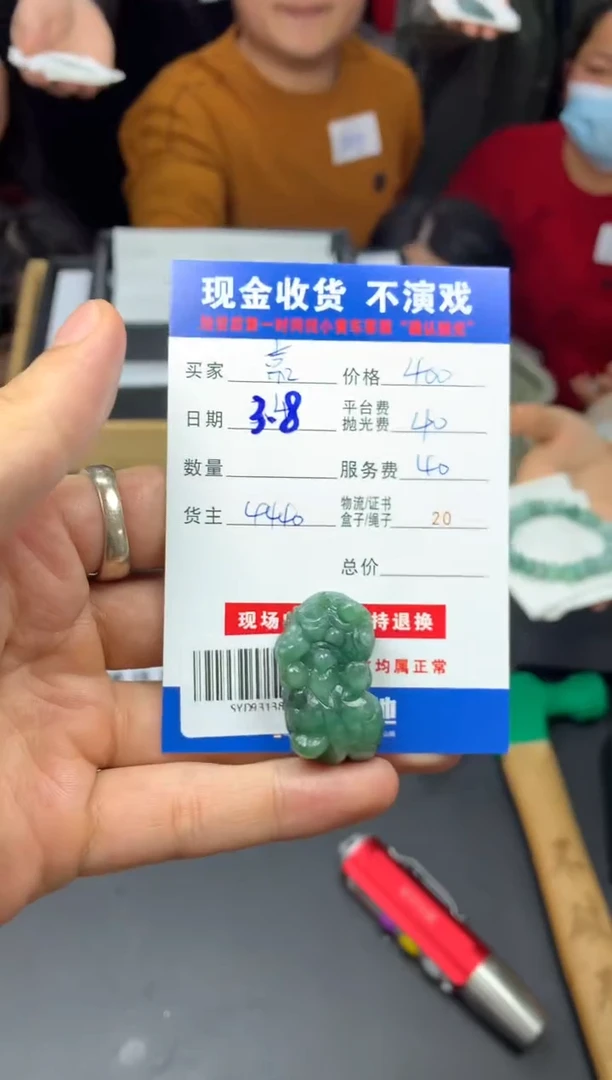 现金收货 不演戏
买家 价格 400
日期 3.8 平台费 抛光费 40
数量 服务费 40
货主 4440 物流/证书 盒子/绳子 20
总价
现场 持退换
均属正常